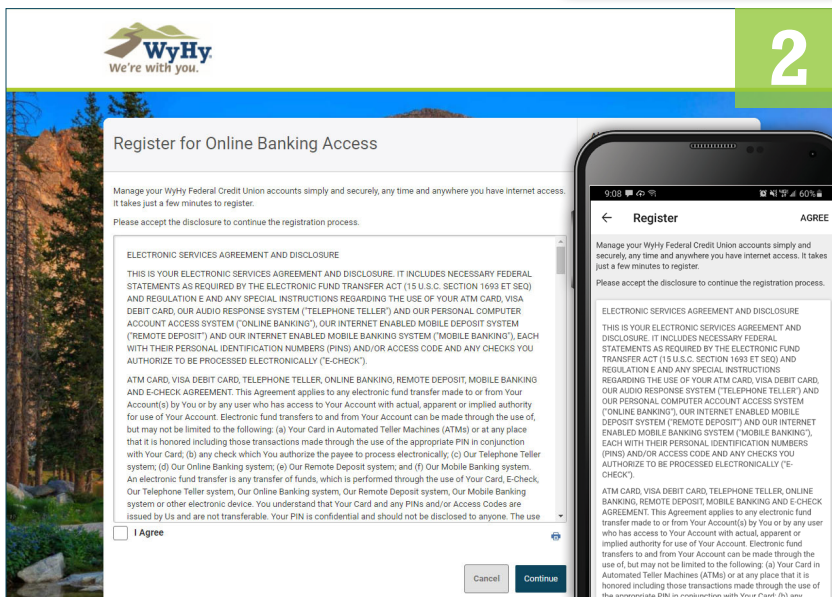 WyHy.
We're with you.
2
Register for Online Banking Access
Manage your WyHy Federal Credit Union accounts simply and securely, any time and anywhere you have internet access.
It takes just a few minutes to register.
Please accept the disclosure to continue the registration process.
ELECTRONIC SERVICES AGREEMENT AND DISCLOSURE
THIS IS YOUR ELECTRONIC SERVICES AGREEMENT AND DISCLOSURE. IT INCLUDES NECESSARY FEDERAL
STATEMENTS AS REQUIRED BY THE ELECTRONIC FUND TRANSFER ACT (15 U.S.C. SECTION 1693 ET SEQ)
AND REGULATION E AND ANY SPECIAL INSTRUCTIONS REGARDING THE USE OF YOUR ATM CARD, VISA
DEBIT CARD, OUR AUDIO RESPONSE SYSTEM ("TELEPHONE TELLER") AND OUR PERSONAL COMPUTER
ACCOUNT ACCESS SYSTEM ("ONLINE BANKING"), OUR INTERNET ENABLED MOBILE DEPOSIT SYSTEM
("REMOTE DEPOSIT") AND OUR INTERNET ENABLED MOBILE BANKING SYSTEM ("MOBILE BANKING"), EACH
WITH THEIR PERSONAL IDENTIFICATION NUMBERS (PINS) AND/OR ACCESS CODE AND ANY CHECKS YOU
AUTHORIZE TO BE PROCESSED ELECTRONICALLY ("E-CHECK").
ATM CARD, VISA DEBIT CARD, TELEPHONE TELLER, ONLINE BANKING, REMOTE DEPOSIT, MOBILE BANKING
AND E-CHECK AGREEMENT. This Agreement applies to any electronic fund transfer made to or from Your
Account(s) by You or by any user who has access to Your Account with actual, apparent or implied authority
for use of Your Account. Electronic fund transfers to and from Your Account can be made through the use of,
but may not be limited to the following: (a) Your Card in Automated Teller Machines (ATMs) or at any place
that it is honored including those transactions made through the use of the appropriate PIN in conjunction
with Your Card; (b) any check You authorize the payee to process electronically; (c) Our Telephone Teller
system; (d) Our Online Banking system; (e) Our Remote Deposit system; and (f) Our Mobile Banking system.
An electronic fund transfer is any transfer of funds, which is performed through the use of Your Card, E-Check,
Our Telephone Teller system, Our Online Banking system, Our Remote Deposit system, Our Mobile Banking
system or other electronic device. You understand that Your Card and any PINs and/or Access Codes are
issued by Us and are not transferable. Your PIN is confidential and should not be disclosed to anyone. The use
I Agree
Cancel
Continue
9:08
60%
Register
AGREE
Manage your WyHy Federal Credit Union accounts simply and
securely, any time and anywhere you have internet access. It takes
just a few minutes to register.
Please accept the disclosure to continue the registration process.
ELECTRONIC SERVICES AGREEMENT AND DISCLOSURE
THIS IS YOUR ELECTRONIC SERVICES AGREEMENT AND
DISCLOSURE. IT INCLUDES NECESSARY FEDERAL
STATEMENTS AS REQUIRED BY THE ELECTRONIC FUND
TRANSFER ACT (15 U.S.C. SECTION 1693 ET SEQ) AND
REGULATION E AND ANY SPECIAL INSTRUCTIONS
REGARDING THE USE OF YOUR ATM CARD, VISA DEBIT CARD,
OUR AUDIO RESPONSE SYSTEM ("TELEPHONE TELLER") AND
OUR PERSONAL COMPUTER ACCOUNT ACCESS SYSTEM
("ONLINE BANKING"), OUR INTERNET ENABLED MOBILE
DEPOSIT SYSTEM ("REMOTE DEPOSIT") AND OUR INTERNET
ENABLED MOBILE BANKING SYSTEM ("MOBILE BANKING"),
EACH WITH THEIR PERSONAL IDENTIFICATION NUMBERS
(PINS) AND/OR ACCESS CODE AND ANY CHECKS YOU
AUTHORIZE TO BE PROCESSED ELECTRONICALLY ("E-
CHECK").
ATM CARD, VISA DEBIT CARD, TELEPHONE TELLER, ONLINE
BANKING, REMOTE DEPOSIT, MOBILE BANKING AND E-CHECK
AGREEMENT. This Agreement applies to any electronic fund
transfer made to or from Your Account(s) by You or by any user
who has access to Your Account with actual, apparent or
implied authority for use of Your Account. Electronic fund
transfers to and from Your Account can be made through the
use of, but may not be limited to the following: (a) Your Card in
Automated Teller Machines (ATMs) or at any place that it is
honored including those transactions made through the use of
the appropriate PIN in conjunction with Your Card; (b) any